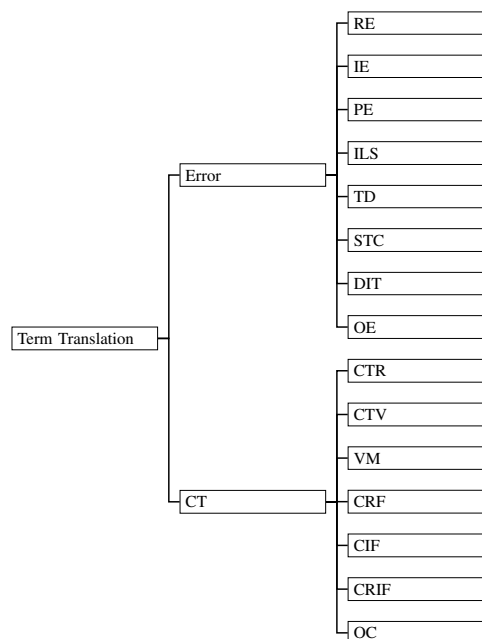 RE
IE
PE
ILS
Error
TD
STC
DIT
OE
Term Translation
CTR
CTV
VM
CT
CRF
CIF
CRIF
OC